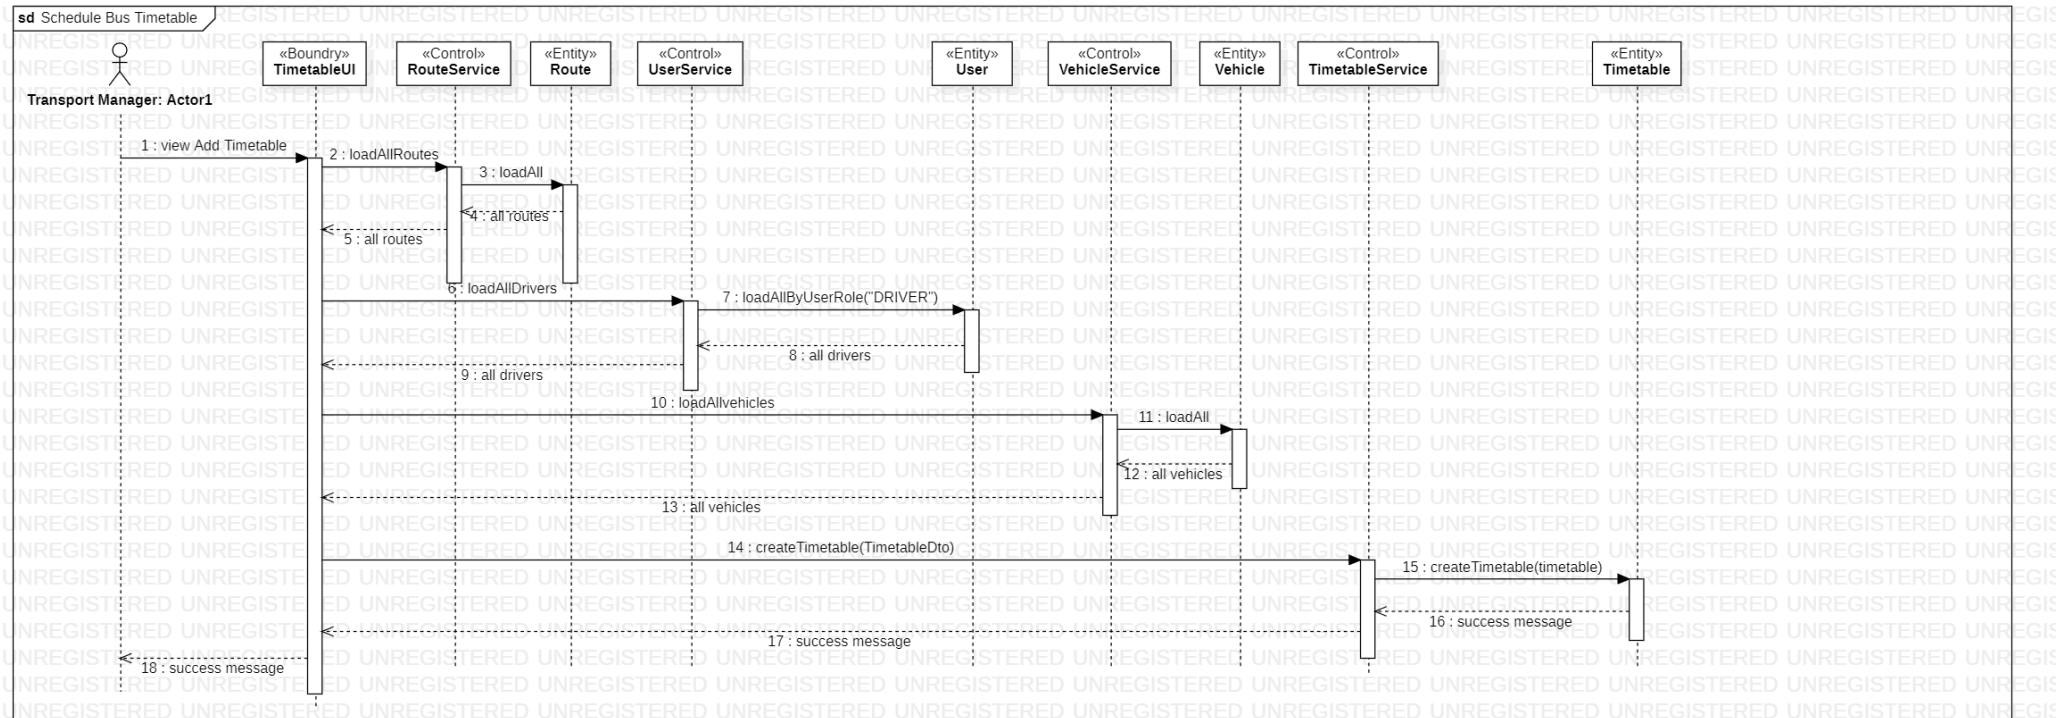 sd Schedule Bus Timetable
Transport Manager: Actor1
«Boundry»
TimetableUI
«Control»
RouteService
«Entity»
Route
«Control»
UserService
«Entity»
User
«Control»
VehicleService
«Entity»
Vehicle
«Control»
TimetableService
«Entity»
Timetable
1 : view Add Timetable
2 : loadAllRoutes
3 : loadAll
4 : all routes
5 : all routes
6 : loadAllDrivers
7 : loadAllByUserRole("DRIVER")
8 : all drivers
9 : all drivers
10 : loadAllvehicles
11 : loadAll
12 : all vehicles
13 : all vehicles
14 : createTimetable(TimetableDto)
15 : createTimetable(timetable)
16 : success message
17 : success message
18 : success message
UNREGISTERED